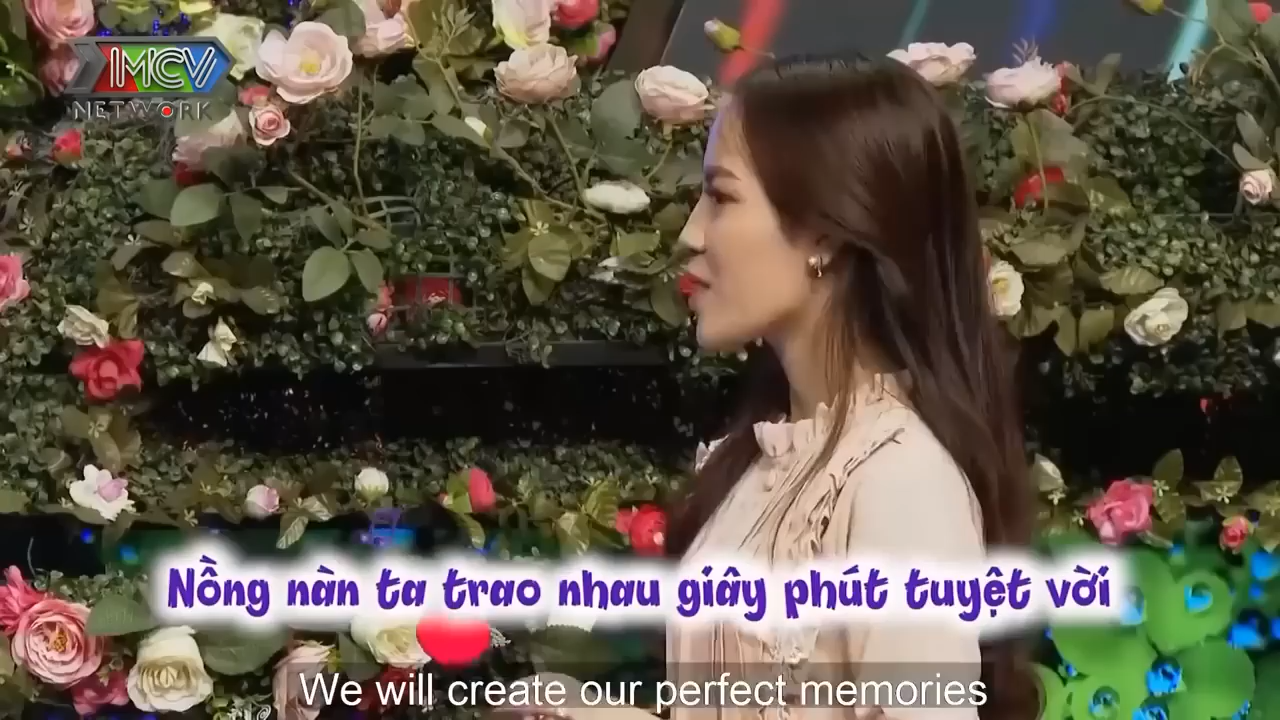 MCV
NETWORK
Nồng nàn ta trao nhau giây phút tuyệt vời
We will create our perfect memories